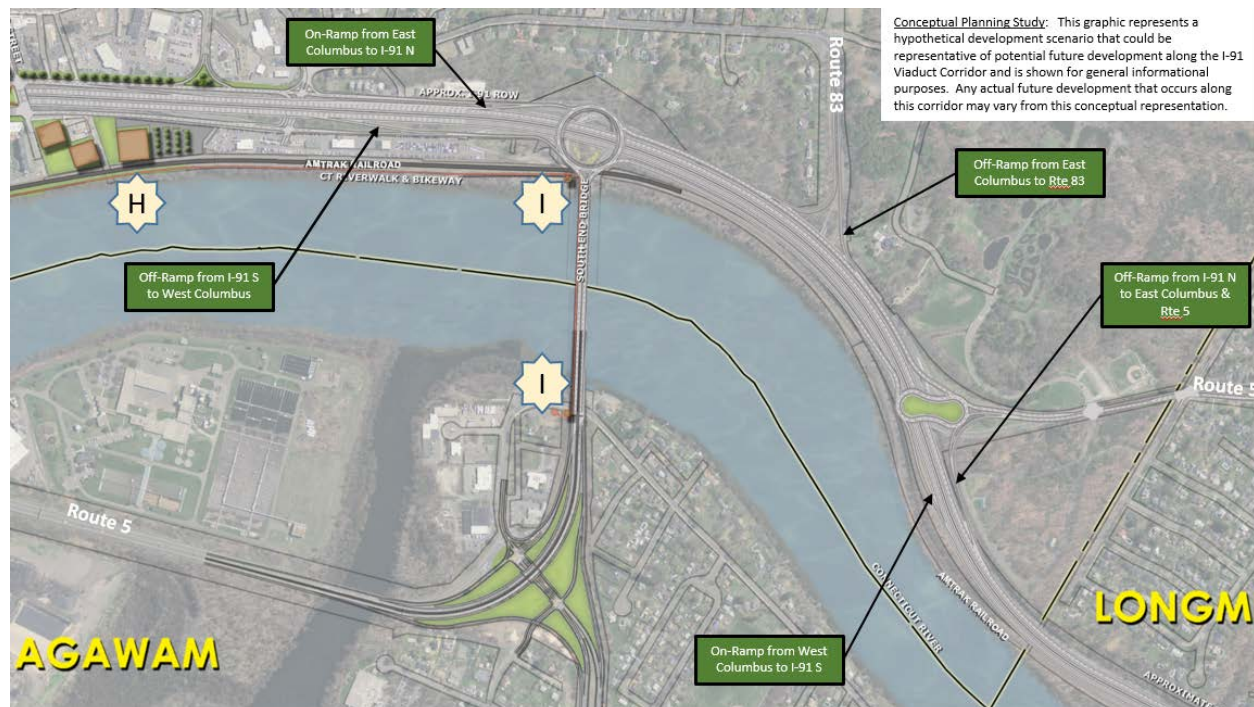 Conceptual Planning Study:  This graphic represents a
hypothetical development scenario that could be
representative of potential future development along the I-91
Viaduct Corridor and is shown for general informational
purposes.  Any actual future development that occurs along
this corridor may vary from this conceptual representation.
STREET
On-Ramp from East
Columbus to I-91 N
Route 83
APPROX. I-91 ROW
AMTRAK RAILROAD
CT RIVERWALK & BIKEWAY
Off-Ramp from East
Columbus to Rte 83
H
I
SOUTH END BRIDGE
Off-Ramp from I-91 S
to West Columbus
Off-Ramp from I-91 N
to East Columbus &
Rte 5
I
Route 5
Route 5
CONNECTICUT RIVER
AMTRAK RAILROAD
LONGM
AGAWAM
On-Ramp from West
Columbus to I-91 S
APPROXIMATE